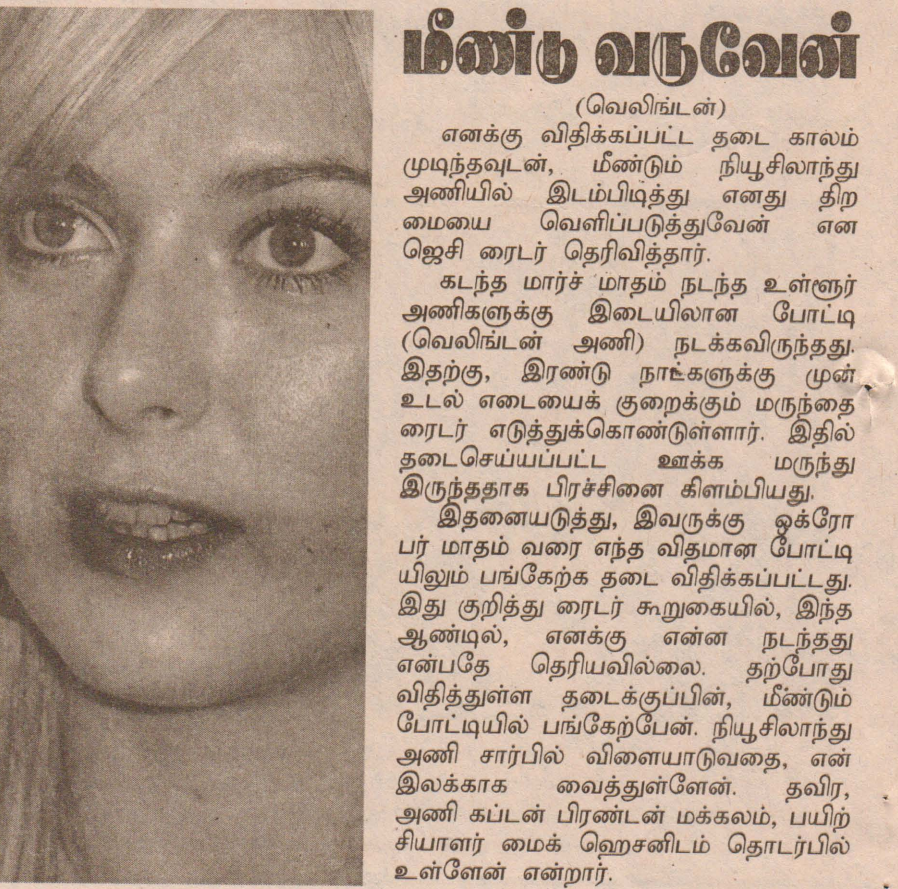 மீண்டு வருவேன்
(வெலிங்டன்)
எனக்கு விதிக்கப்பட்ட தடை காலம்
முடிந்தவுடன், மீண்டும் நியூசிலாந்து
அணியில் இடம்பிடித்து எனது திற
மையை வெளிப்படுத்துவேன் என
ஜெசி ரைடர் தெரிவித்தார்.
கடந்த மார்ச் மாதம் நடந்த உள்ளூர்
அணிகளுக்கு இடையிலான போட்டி
(வெலிங்டன் அணி) நடக்கவிருந்தது.
இதற்கு, இரண்டு நாட்களுக்கு முன்
உடல் எடையைக் குறைக்கும் மருந்தை
ரைடர் எடுத்துக்கொண்டுள்ளார். இதில்
தடைசெய்யப்பட்ட ஊக்க மருந்து
இருந்ததாக பிரச்சினை கிளம்பியது.
இதனையடுத்து, இவருக்கு ஒக்ரோ
பர் மாதம் வரை எந்த விதமான போட்டி
யிலும் பங்கேற்க தடை விதிக்கப்பட்டது.
இது குறித்து ரைடர் கூறுகையில், இந்த
ஆண்டில், எனக்கு என்ன நடந்தது
என்பதே தெரியவில்லை. தற்போது
விதித்துள்ள தடைக்குப்பின், மீண்டும்
போட்டியில் பங்கேற்பேன். நியூசிலாந்து
அணி சார்பில் விளையாடுவதை, என்
இலக்காக வைத்துள்ளேன். தவிர,
அணி கப்டன் பிரண்டன் மக்கலம், பயிற்
சியாளர் மைக் ஹெசனிடம் தொடர்பில்
உள்ளேன் என்றார்.